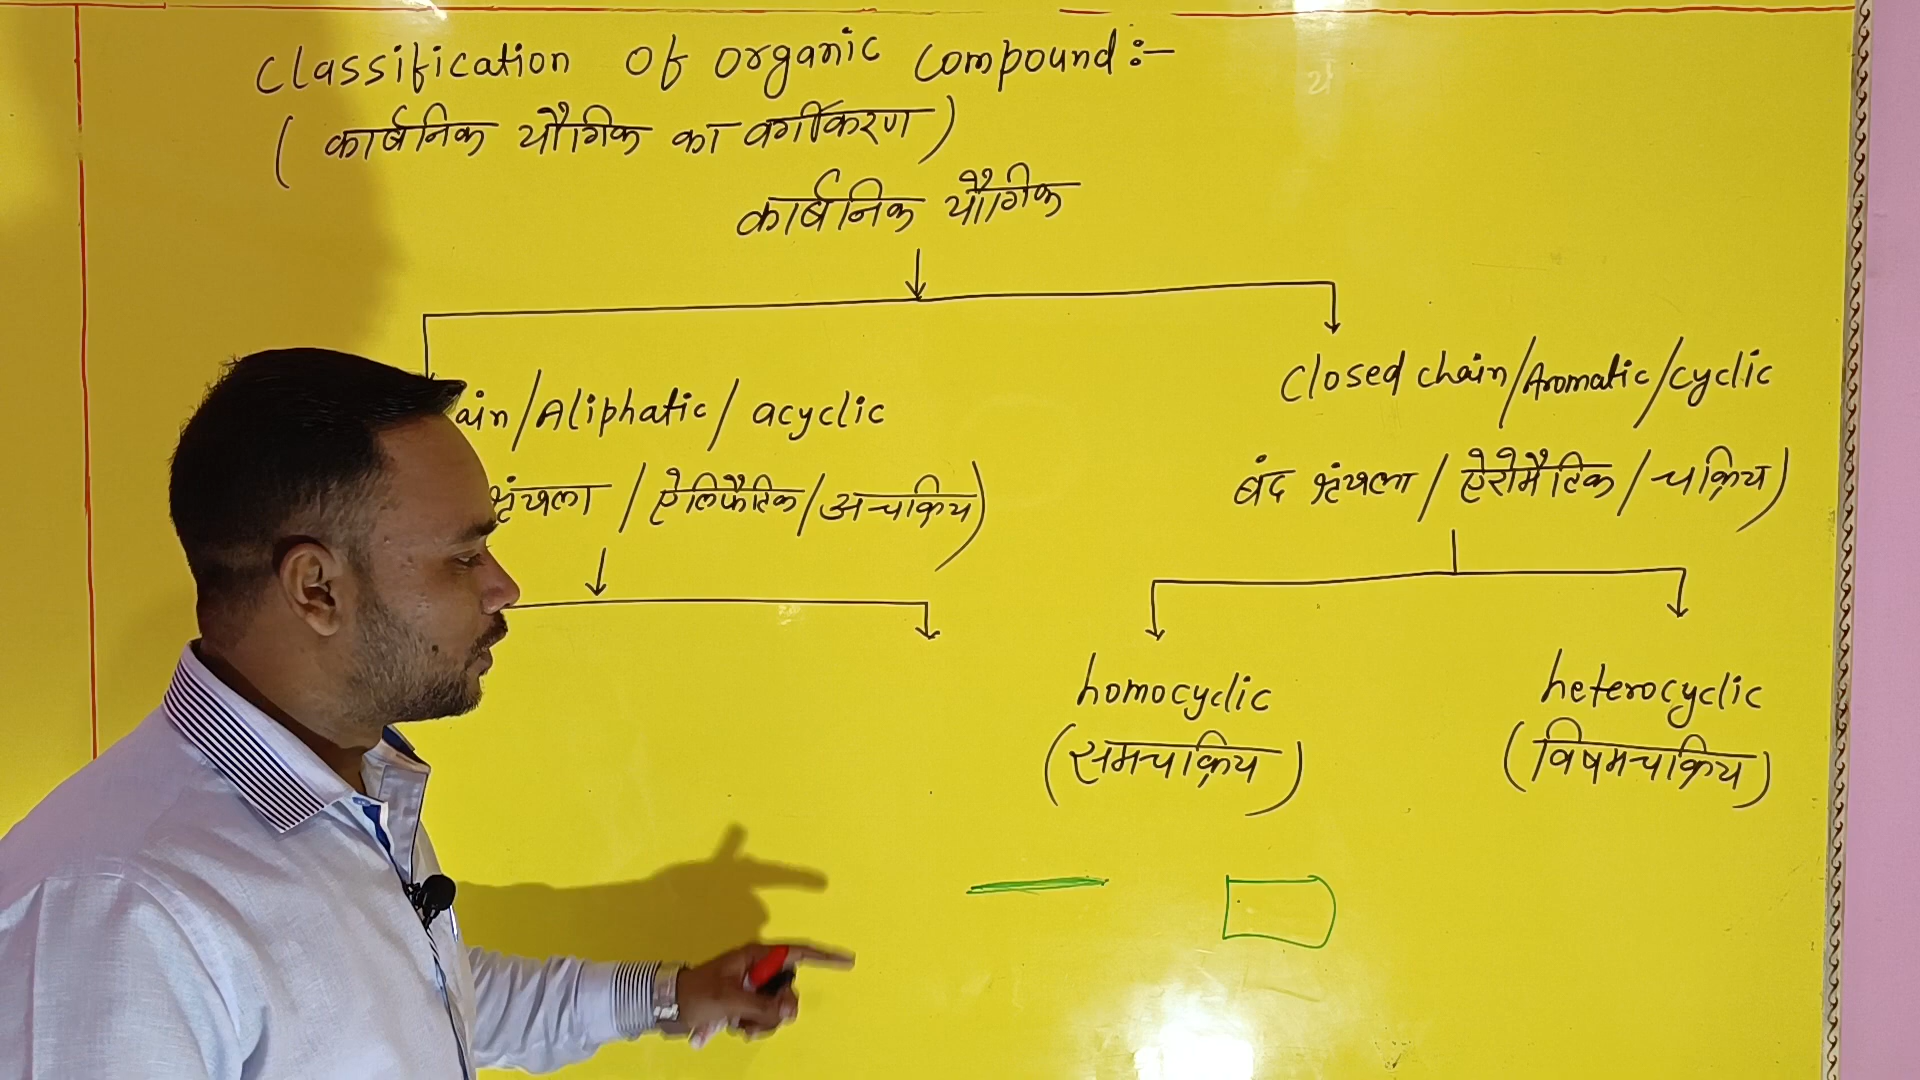 Classification of organic compound:-
(कार्बनिक यौगिक का वर्गीकरण)
कार्बनिक यौगिक
ain/Aliphatic/acyclic
Closed chain/Aromatic/cyclic
शृंखला/ऐलिफैटिक/अचक्रिय)
बंद शृंखला/ऐरोमैटिक/चक्रिय)
homocyclic
heterocyclic
(समचक्रिय)
(विषमचक्रिय)